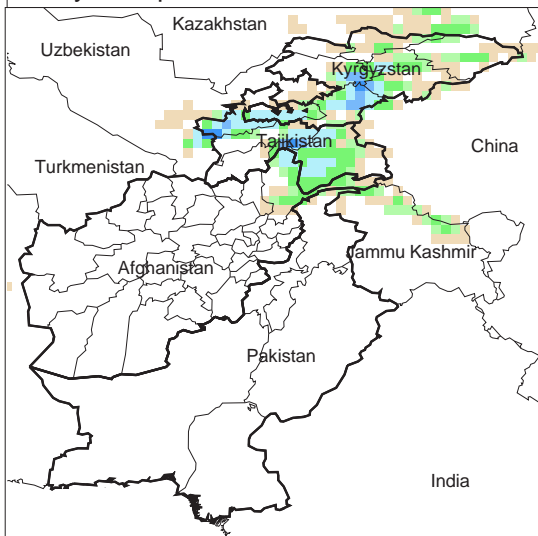 Kazakhstan
Uzbekistan
Kyrgyzstan
Tajikistan
China
Turkmenistan
Jammu Kashmir
Afghanistan
Pakistan
India